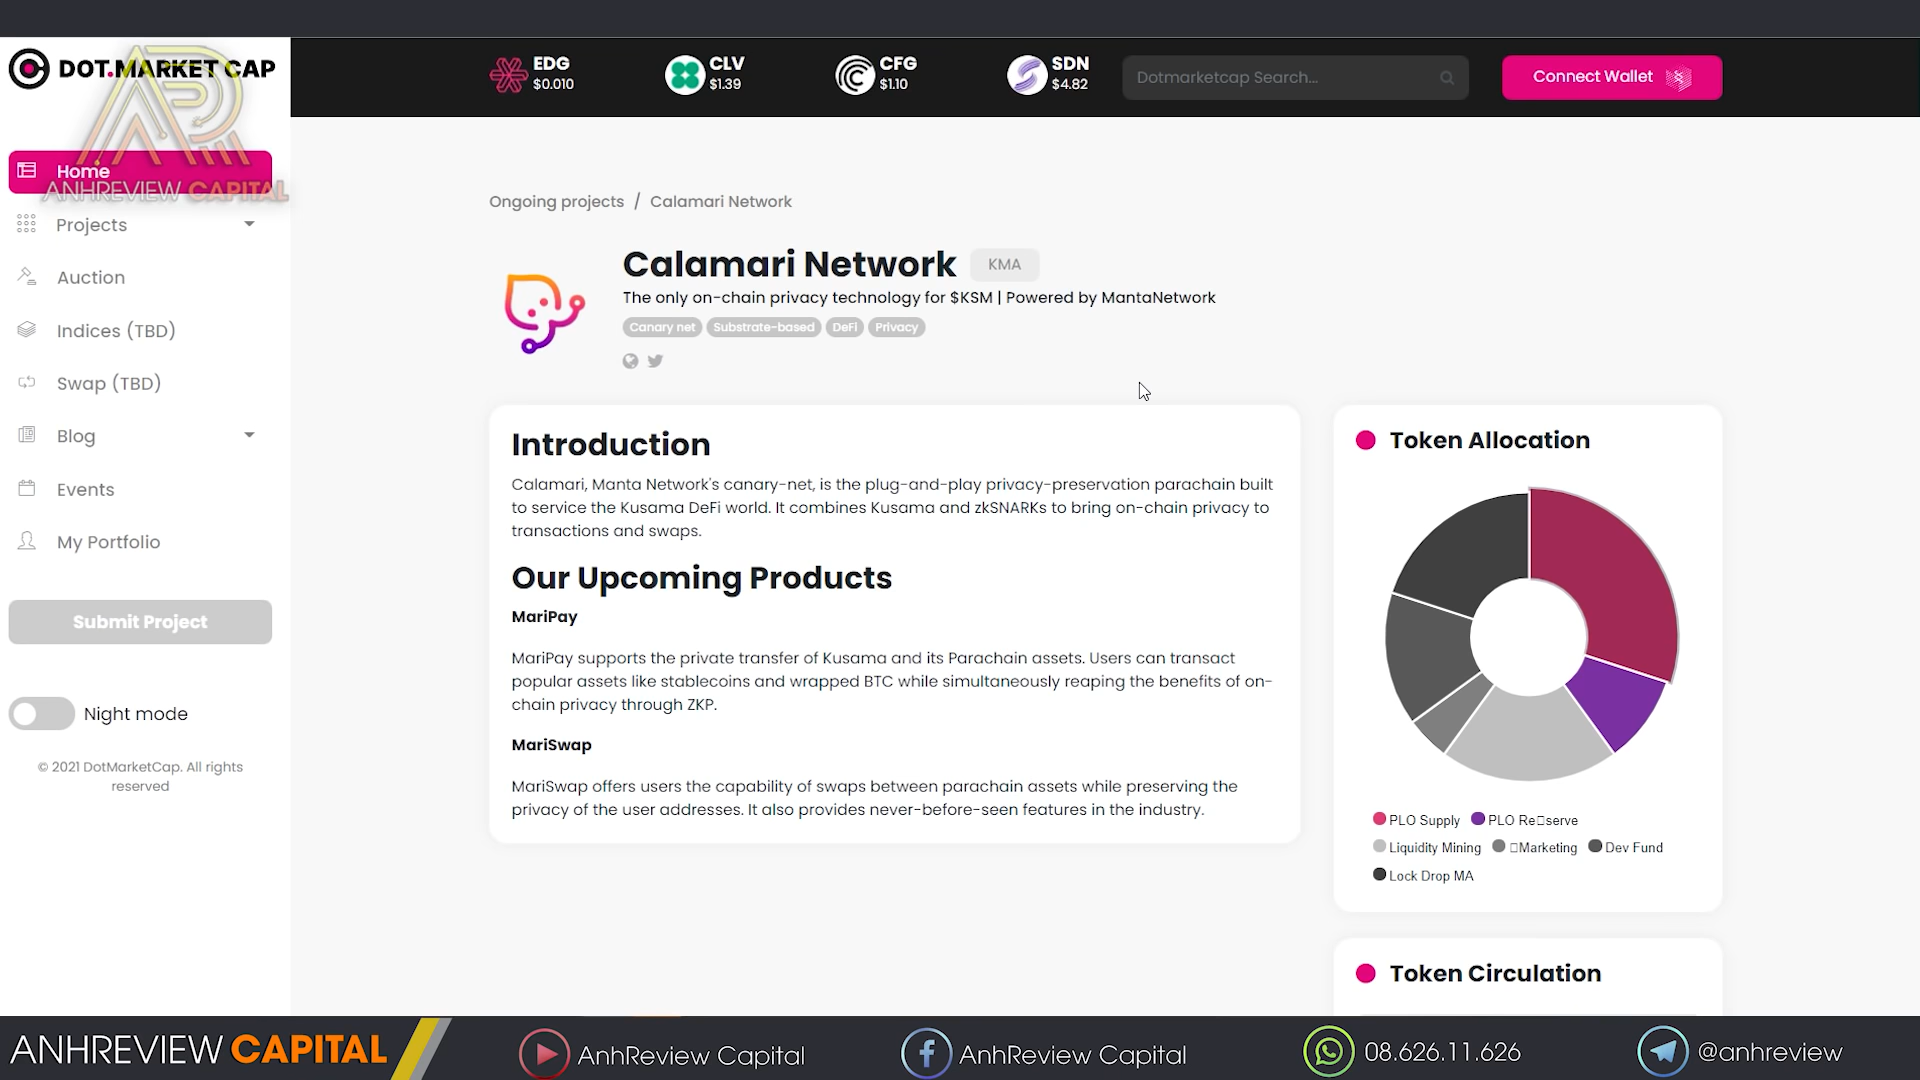 DOT.MARKET CAP
ANHREVIEW CAPITAL
EDG
$0.010
CLV
$1.39
CFG
$1.10
SDN
$4.82
Dotmarketcap Search...
Connect Wallet
Home
Projects
Auction
Indices (TBD)
Swap (TBD)
Blog
Events
My Portfolio
Submit Project
Night mode
© 2021 DotMarketCap. All rights
reserved
Ongoing projects / Calamari Network
Calamari Network KMA
The only on-chain privacy technology for $KSM | Powered by MantaNetwork
Canary net Substrate-based DeFi Privacy
Introduction
Calamari, Manta Network's canary-net, is the plug-and-play privacy-preservation parachain built
to service the Kusama DeFi world. It combines Kusama and zkSNARKs to bring on-chain privacy to
transactions and swaps.
Our Upcoming Products
MariPay
MariPay supports the private transfer of Kusama and its Parachain assets. Users can transact
popular assets like stablecoins and wrapped BTC while simultaneously reaping the benefits of on-
chain privacy through ZKP.
MariSwap
MariSwap offers users the capability of swaps between parachain assets while preserving the
privacy of the user addresses. It also provides never-before-seen features in the industry.
Token Allocation
PLO Supply PLO Re▯serve
Liquidity Mining ▯Marketing Dev Fund
Lock Drop MA
Token Circulation
ANHREVIEW CAPITAL
AnhReview Capital
AnhReview Capital
08.626.11.626
@anhreview